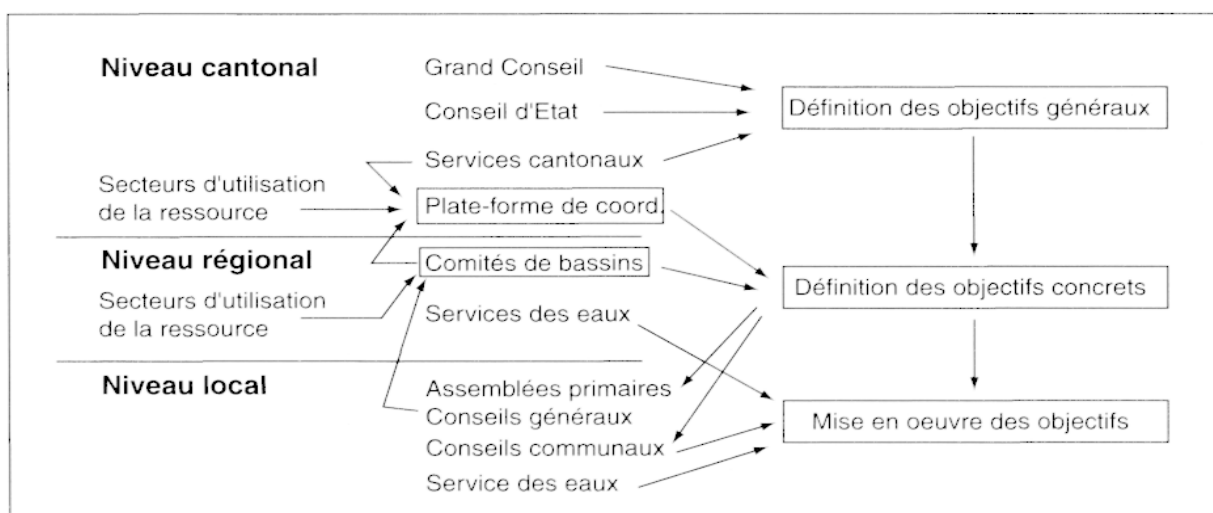 Niveau cantonal
Grand Conseil
Définition des objectifs généraux
Conseil d'Etat
Services cantonaux
Secteurs d'utilisation
de la ressource
Plate-forme de coord.
Niveau régional
Comités de bassins
Définition des objectifs concrets
Secteurs d'utilisation
de la ressource
Services des eaux
Niveau local
Assemblées primaires
Conseils généraux
Mise en oeuvre des objectifs
Conseils communaux
Service des eaux